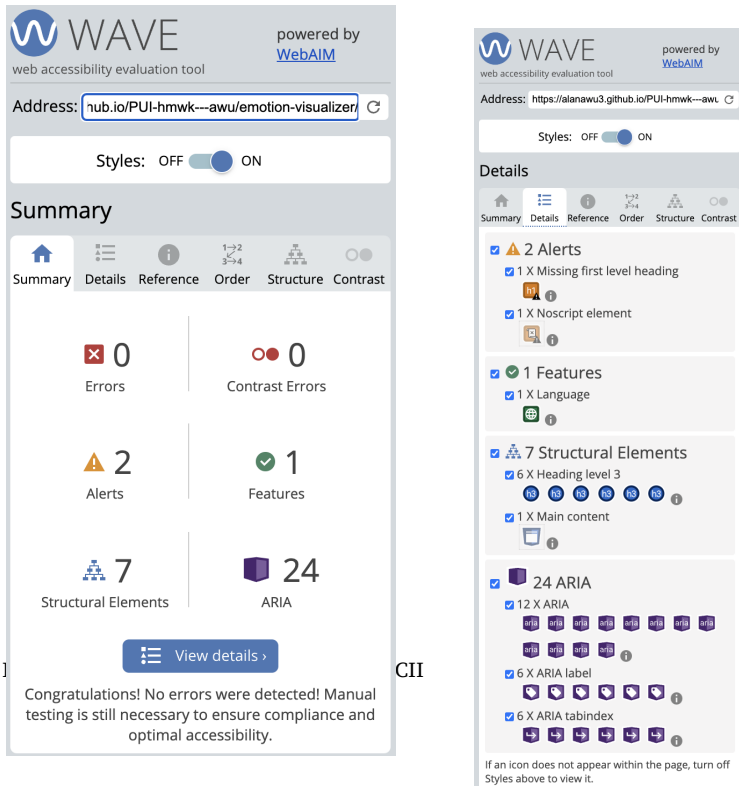 WAVE
powered by
WebAIM
web accessibility evaluation tool
Address: hub.io/PUI-hmwk---awu/emotion-visualizer/
Styles: OFF ON
Summary
Summary Details Reference Order Structure Contrast
0
Errors
0
Contrast Errors
2
Alerts
1
Features
7
Structural Elements
24
ARIA
View details ›
CII
Congratulations! No errors were detected! Manual
testing is still necessary to ensure compliance and
optimal accessibility.
WAVE
powered by
WebAIM
web accessibility evaluation tool
Address: https://alanawu3.github.io/PUI-hmwk---awu
Styles: OFF ON
Details
Summary Details Reference Order Structure Contrast
2 Alerts
1 X Missing first level heading
h1
1 X Noscript element
1 Features
1 X Language
7 Structural Elements
6 X Heading level 3
h3 h3 h3 h3 h3 h3
1 X Main content
24 ARIA
12 X ARIA
aria aria aria aria aria aria aria aria
aria aria aria aria
6 X ARIA label
6 X ARIA tabindex
If an icon does not appear within the page, turn off
Styles above to view it.